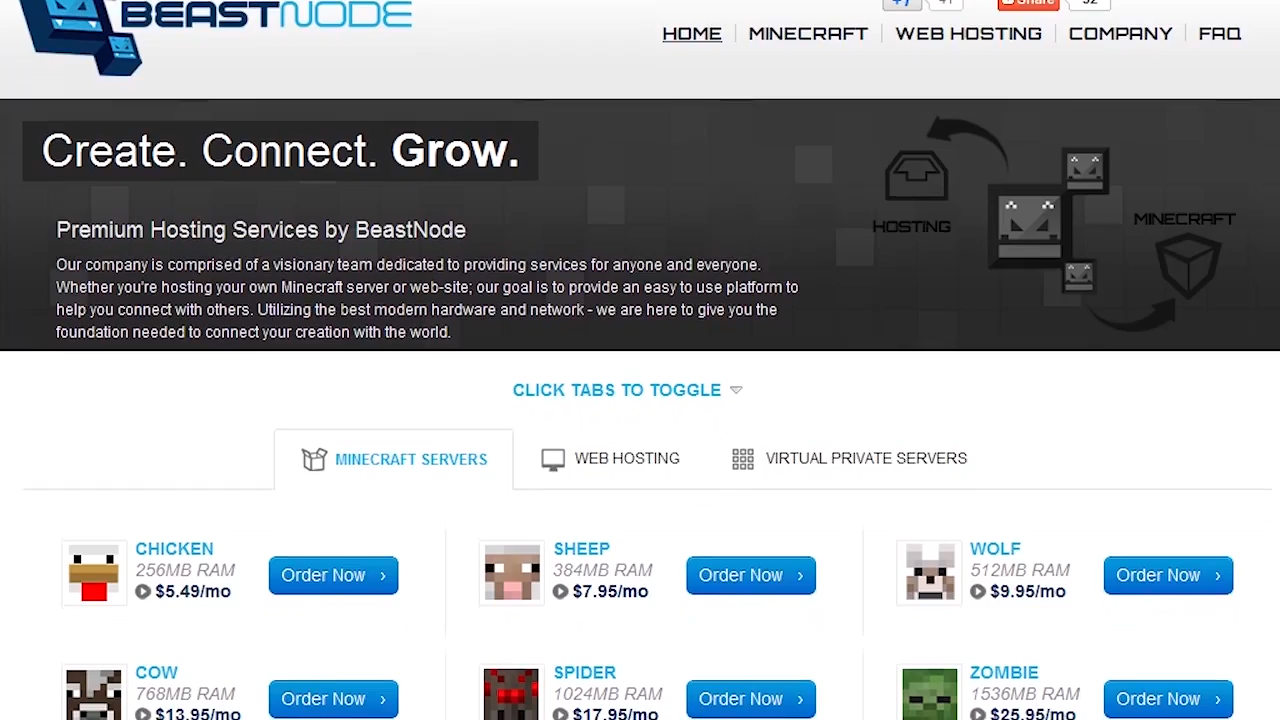 BEASTNODE
+1
41
Share
52
HOME
MINECRAFT
WEB HOSTING
COMPANY
FAQ
Create. Connect. Grow.
HOSTING
MINECRAFT
Premium Hosting Services by BeastNode
Our company is comprised of a visionary team dedicated to providing services for anyone and everyone.
Whether you're hosting your own Minecraft server or web-site; our goal is to provide an easy to use platform to
help you connect with others. Utilizing the best modern hardware and network - we are here to give you the
foundation needed to connect your creation with the world.
CLICK TABS TO TOGGLE
MINECRAFT SERVERS
WEB HOSTING
VIRTUAL PRIVATE SERVERS
CHICKEN
256MB RAM
$5.49/mo
Order Now
SHEEP
384MB RAM
$7.95/mo
Order Now
WOLF
512MB RAM
$9.95/mo
Order Now
COW
768MB RAM
$13.95/mo
Order Now
SPIDER
1024MB RAM
$17.95/mo
Order Now
ZOMBIE
1536MB RAM
$25.95/mo
Order Now